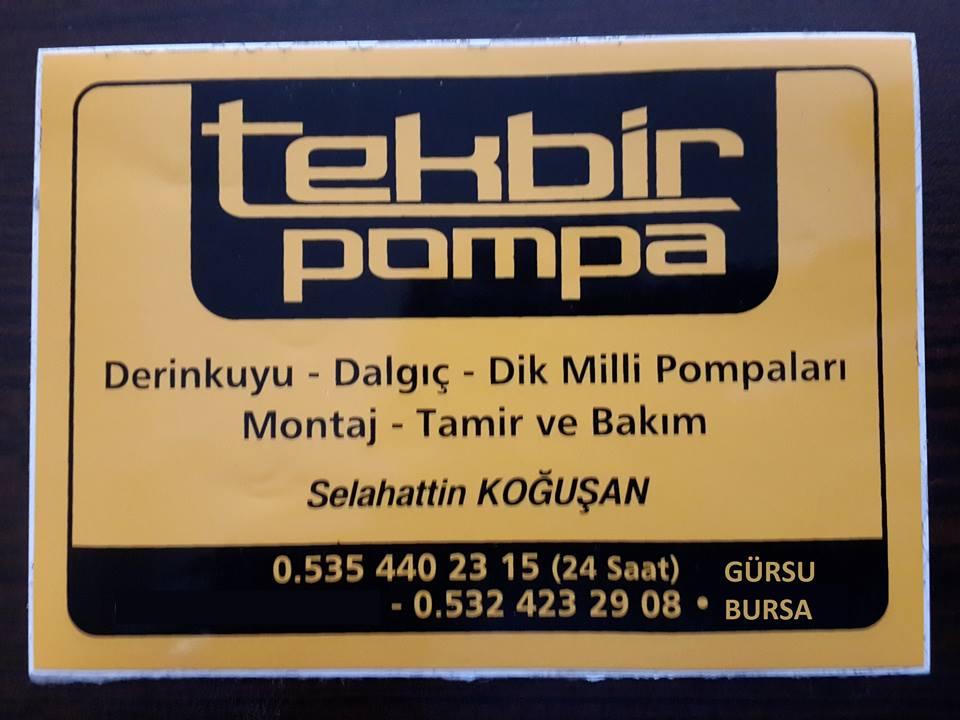 tekbir
pompa
Derinkuyu - Dalgıç - Dik Milli Pompaları
Montaj - Tamir ve Bakım
Selahattin KOĞUŞAN
0.535 440 23 15 (24 Saat) GÜRSU
- 0.532 423 29 08 • BURSA